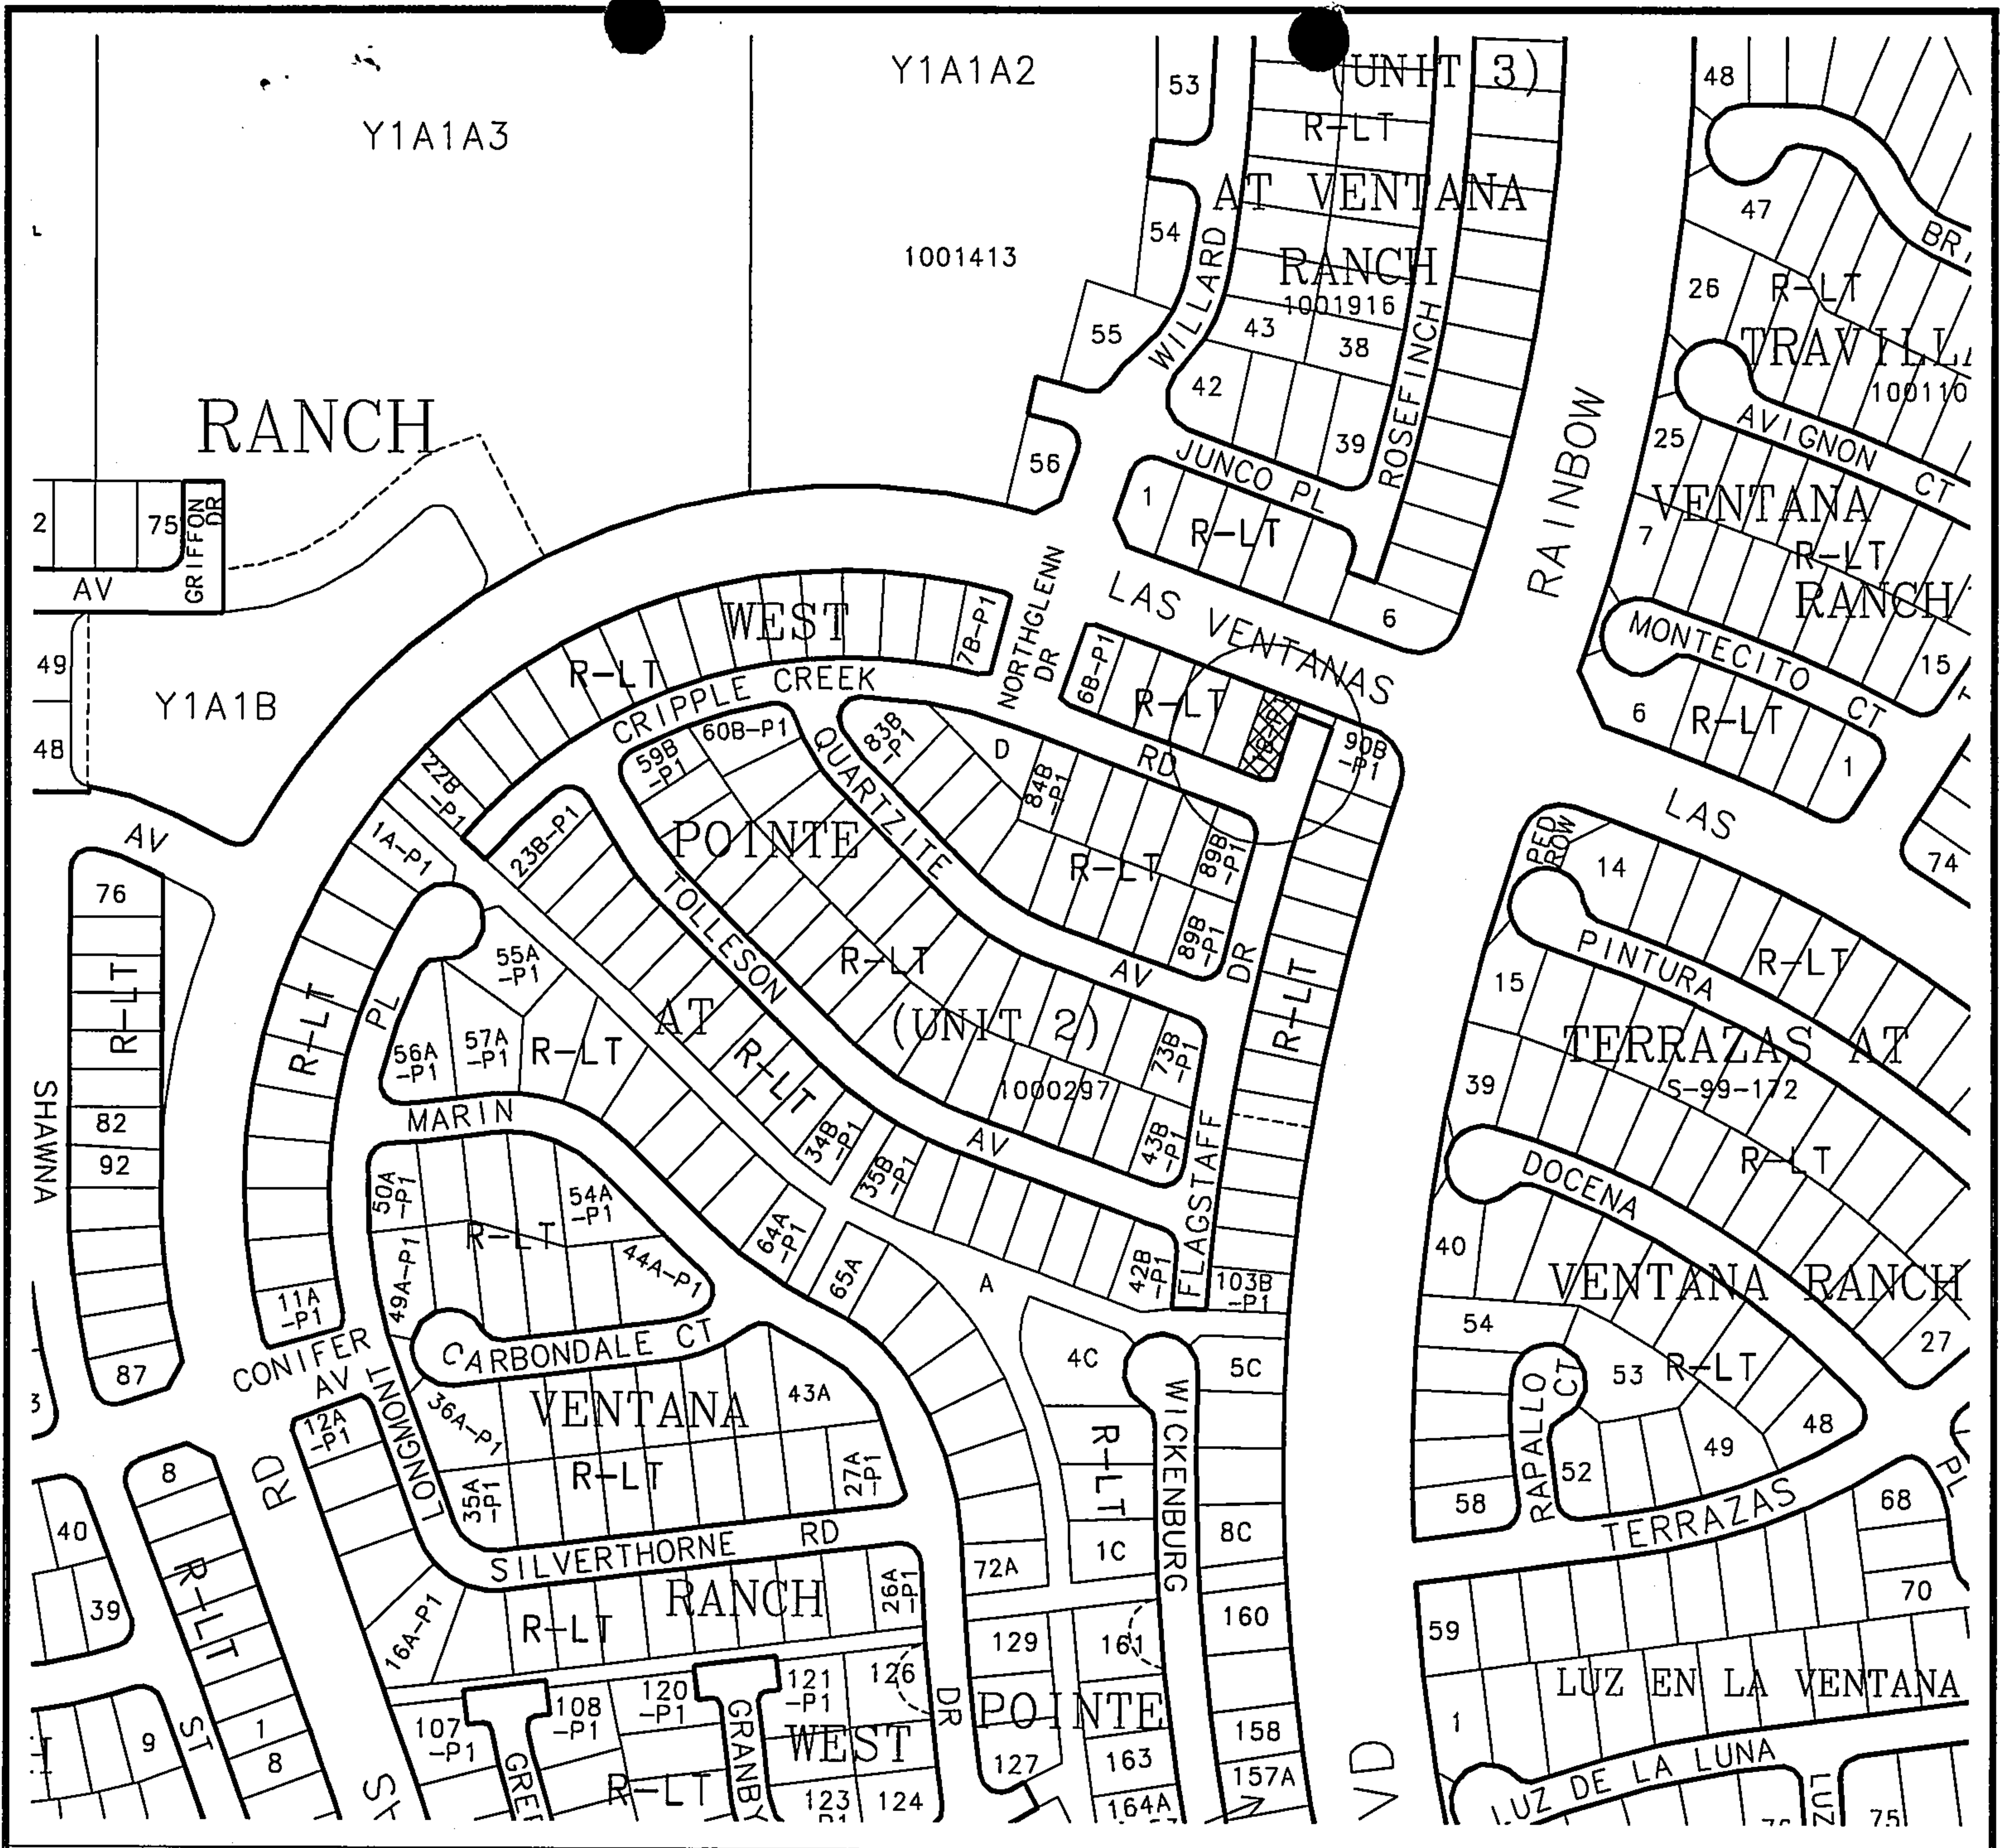 Y1A1A2
53
(UNIT 3)
48
Y1A1A3
R-LT
AT VENTANA
47
54
BR
WILLARD
1001413
RANCH
26
R-LT
1001916
55
43
38
ROSEFINCH
TRAVILLA
42
100110
RANCH
RAINBOW
AVIGNON CT
25
39
JUNCO PL
56
1
R-LT
VENTANA
2
75
GRIFFON
DR
7
R-LT
AV
RANCH
NORTHGLENN
DR
LAS VENTANAS
WEST
7B-P1
6
MONTECITO CT
49
R-LT
6B-P1
15
Y1A1B
CRIPPLE CREEK
R-LT
6
R-LT
60B-P1
83B
-P1
D
59B
-P1
QUARTZITE
RD
90B
-P1
48
22B
-P1
84B
-P1
1
LAS
AV
1A-P1
23B-P1
POINTE
PED
ROW
14
74
R-LT
89B
-P1
76
TOLLESON
R-LT
55A
-P1
89B
-P1
PINTURA
R-LT
AV
DR
15
R-LT
R-LT
PL
AT
(UNIT 2)
R-LT
57A
-P1
56A
-P1
R-LT
R-LT
73B
-P1
TERRAZAS AT
39
S-99-172
1000297
SHAWNA
MARIN
82
34B
-P1
AV
43B
-P1
R-LT
92
35B
-P1
DOCENA
50A
-P1
54A
-P1
FLAGSTAFF
R-LT
64A
-P1
40
49A-P1
44A-P1
65A
A
42B
-P1
103B
-P1
VENTANA RANCH
11A
-P1
54
27
CONIFER
AV
CARBONDALE CT
4C
5C
53
R-LT
RAPALLO
CT
87
3
LONGMONT
36A-P1
VENTANA
43A
WICKENBURG
12A
-P1
48
49
R-LT
8
R-LT
27A
-P1
52
PL
RD
35A
-P1
58
68
TERRAZAS
40
8C
SILVERTHORNE RD
1C
72A
R-LT
26A
-P1
RANCH
70
39
R-LT
160
59
16A-P1
129
161
126
121
-P1
120
-P1
LUZ EN LA VENTANA
108
-P1
107
-P1
GRANBY
DR
POINTE
158
1
ST
1
9
WEST
8
127
163
VD
LUZ DE LA LUNA
157A
R-LT
123
124
164A
LUZ
75